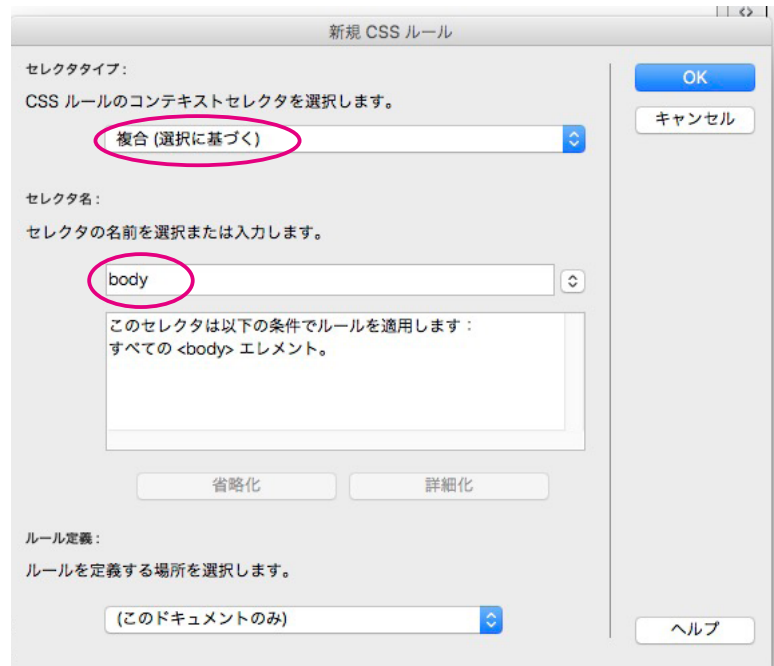 新規 CSS ルール
セレクタタイプ：
CSS ルールのコンテキストセレクタを選択します。
複合 (選択に基づく)
OK
キャンセル
セレクタ名：
セレクタの名前を選択または入力します。
body
このセレクタは以下の条件でルールを適用します：
すべての <body> エレメント。
省略化
詳細化
ルール定義：
ルールを定義する場所を選択します。
(このドキュメントのみ)
ヘルプ